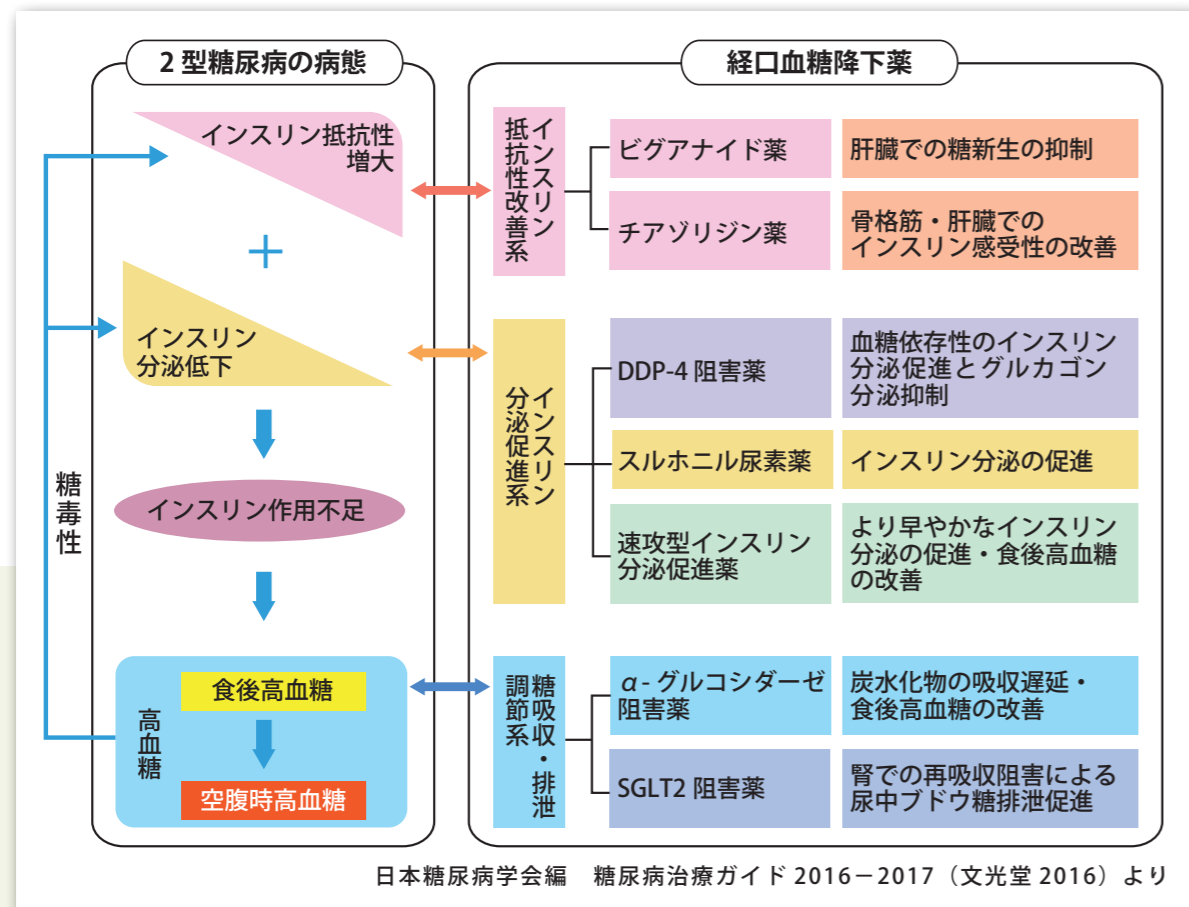 2型糖尿病の病態
インスリン抵抗性
増大
+
インスリン
分泌低下
インスリン作用不足
糖毒性
高血糖
食後高血糖
空腹時高血糖
経口血糖降下薬
インスリン
抵抗性改善系
ビグアナイド薬
肝臓での糖新生の抑制
チアゾリジン薬
骨格筋・肝臓での
インスリン感受性の改善
インスリン
分泌促進系
DDP-4 阻害薬
血糖依存性のインスリン
分泌促進とグルカゴン
分泌抑制
スルホニル尿素薬
インスリン分泌の促進
速攻型インスリン
分泌促進薬
より早やかなインスリン
分泌の促進・食後高血糖
の改善
糖吸収・排泄
調節系
α-グルコシダーゼ
阻害薬
炭水化物の吸収遅延・
食後高血糖の改善
SGLT2 阻害薬
腎での再吸収阻害による
尿中ブドウ糖排泄促進
日本糖尿病学会編　糖尿病治療ガイド 2016－2017（文光堂 2016）より